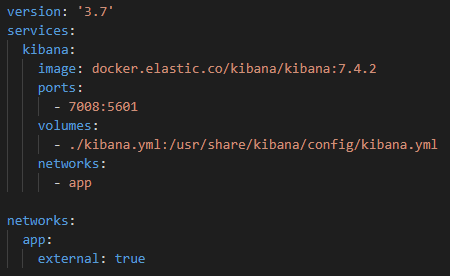 version: '3.7'
services:
  kibana:
    image: docker.elastic.co/kibana/kibana:7.4.2
    ports:
      - 7008:5601
    volumes:
      - ./kibana.yml:/usr/share/kibana/config/kibana.yml
    networks:
      - app

networks:
  app:
    external: true